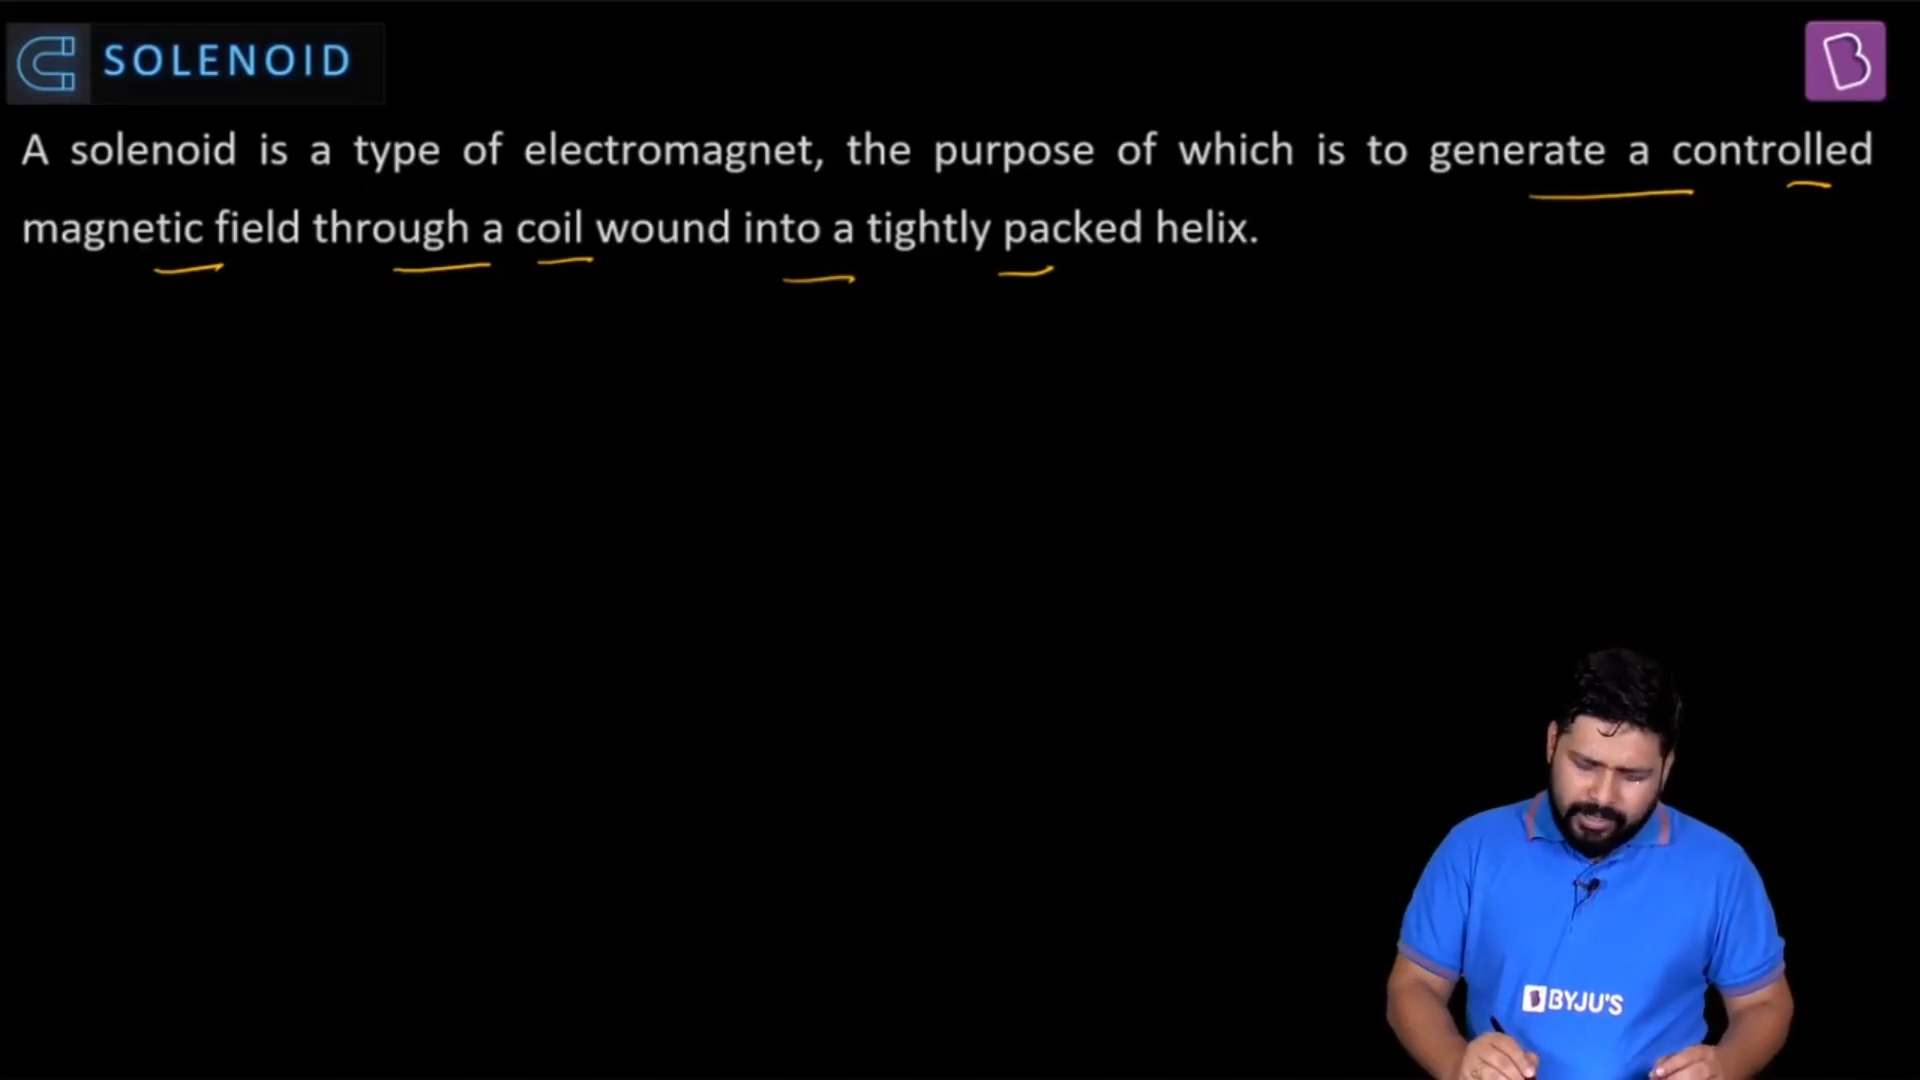 SOLENOID
A solenoid is a type of electromagnet, the purpose of which is to generate a controlled
magnetic field through a coil wound into a tightly packed helix.
BYJU'S